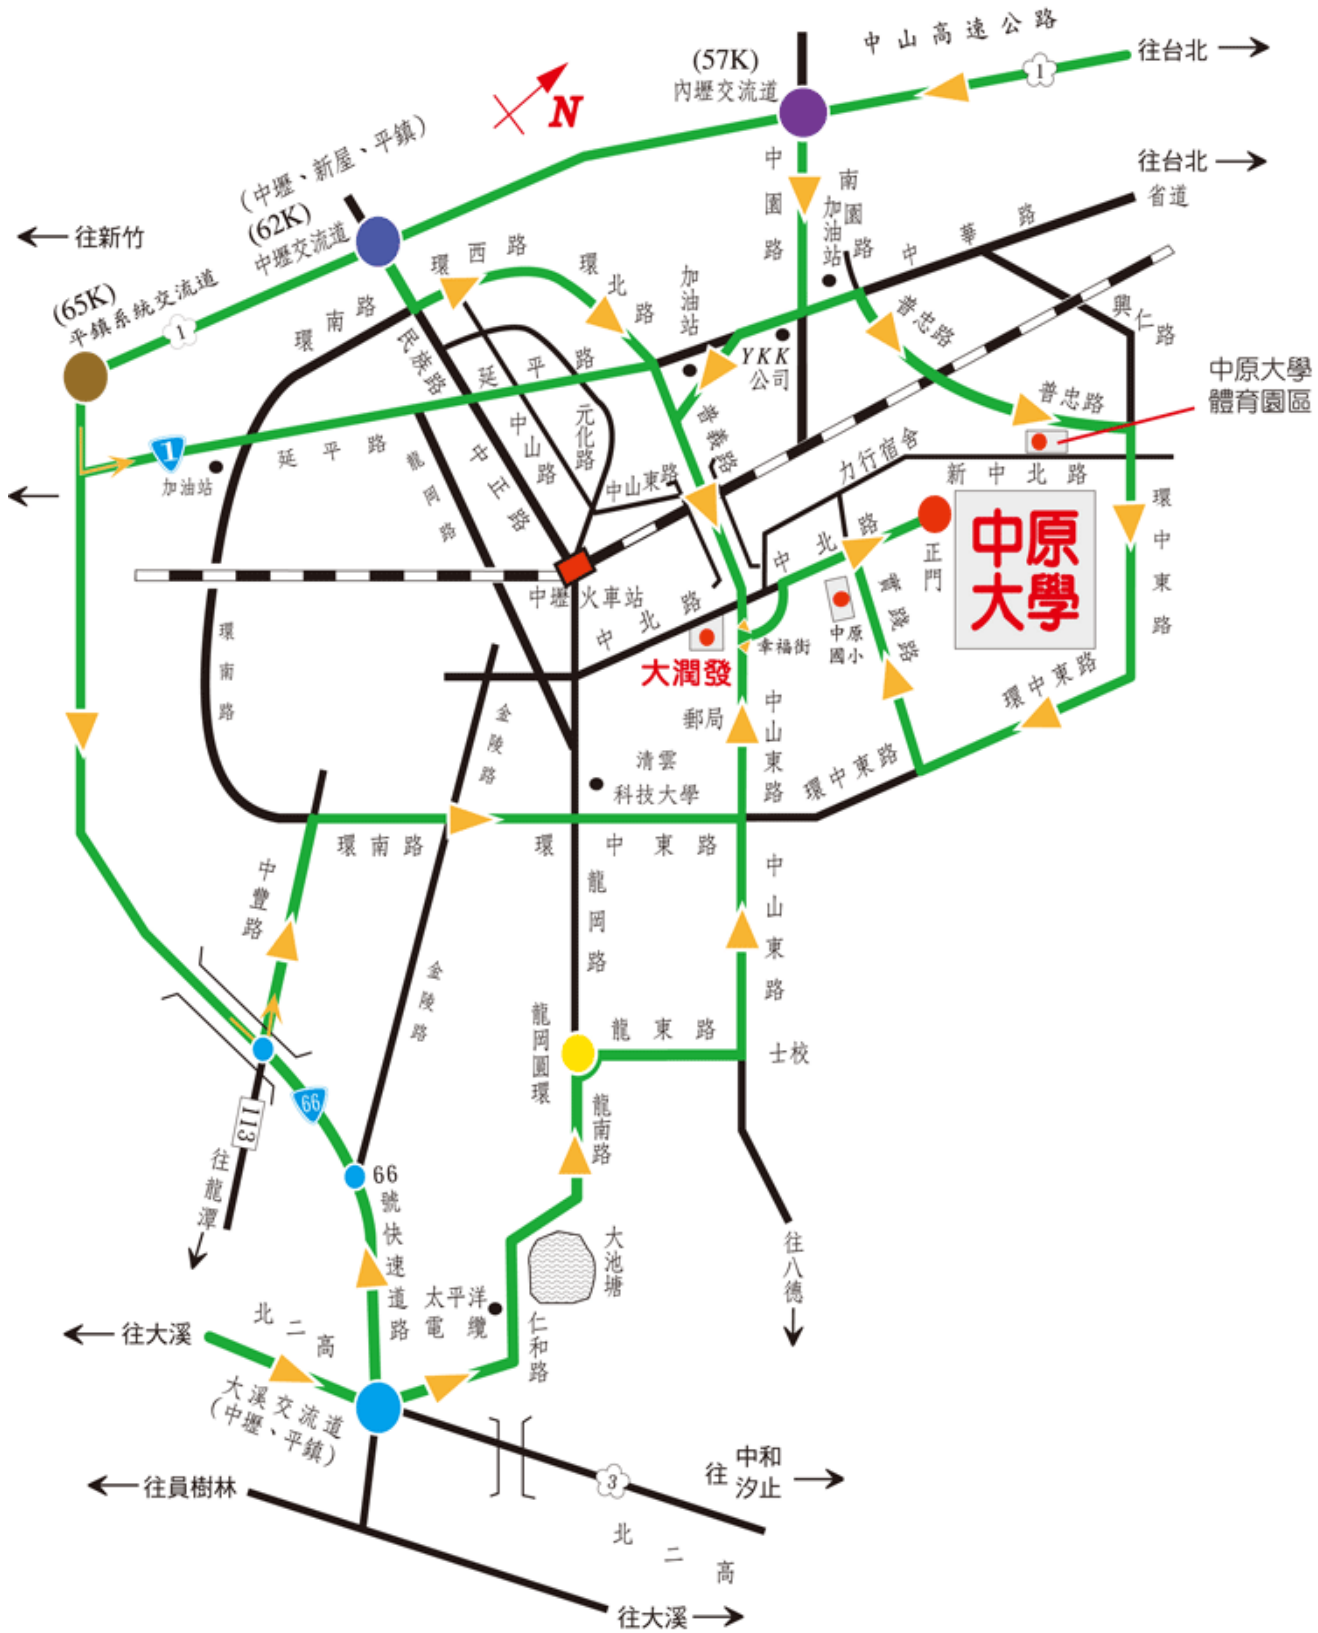 中山高速公路
1
往台北
(57K)
內壢交流道
N
往台北
省道
(中壢、新屋、平鎮)
(62K)
中壢交流道
往新竹
(65K)
平鎮系統交流道
1
中園路
南園路
加油站
中華路
環西路
環北路
加油站
環南路
民族路
延平路
YKK
公司
普忠路
興仁路
中原大學
體育園區
普忠路
1
加油站
延平路
龍岡路
中正路
中山路
元化路
中山東路
普義路
力行宿舍
新中北路
中原
大學
正門
環中東路
中北路
中壢火車站
中北路
中原
國小
實踐路
幸福街
大潤發
環南路
金陵路
郵局
中山東路
清雲
科技大學
環中東路
環中東路
環南路
環中東路
中豐路
龍岡路
中山東路
金陵路
龍岡圓環
龍東路
士校
66
113
往龍潭
龍南路
66
號快速道路
大池塘
往八德
太平洋
電纜
仁和路
往大溪
北二高
大溪交流道
(中壢、平鎮)
往員樹林
3
往
中和
汐止
北二高
往大溪